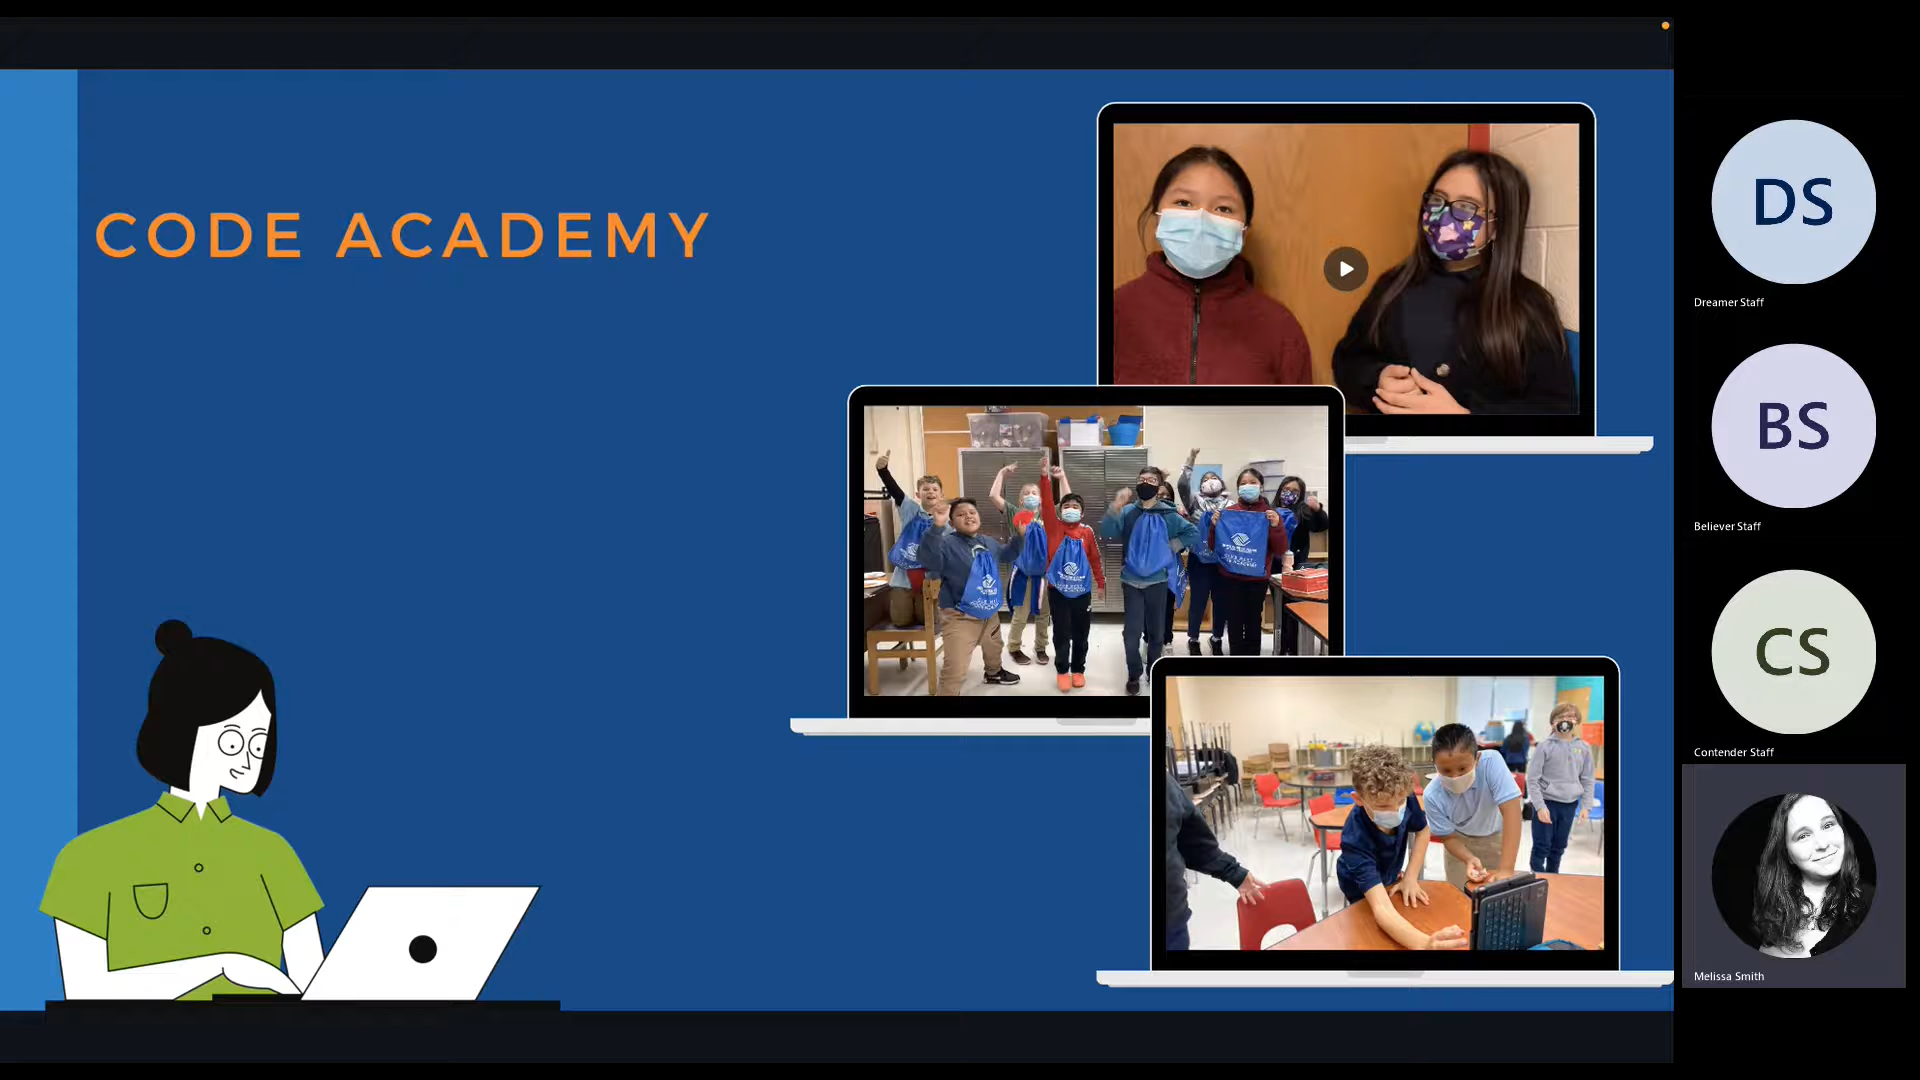 CODE ACADEMY
DS
Dreamer Staff
BS
Believer Staff
CS
Contender Staff
Melissa Smith